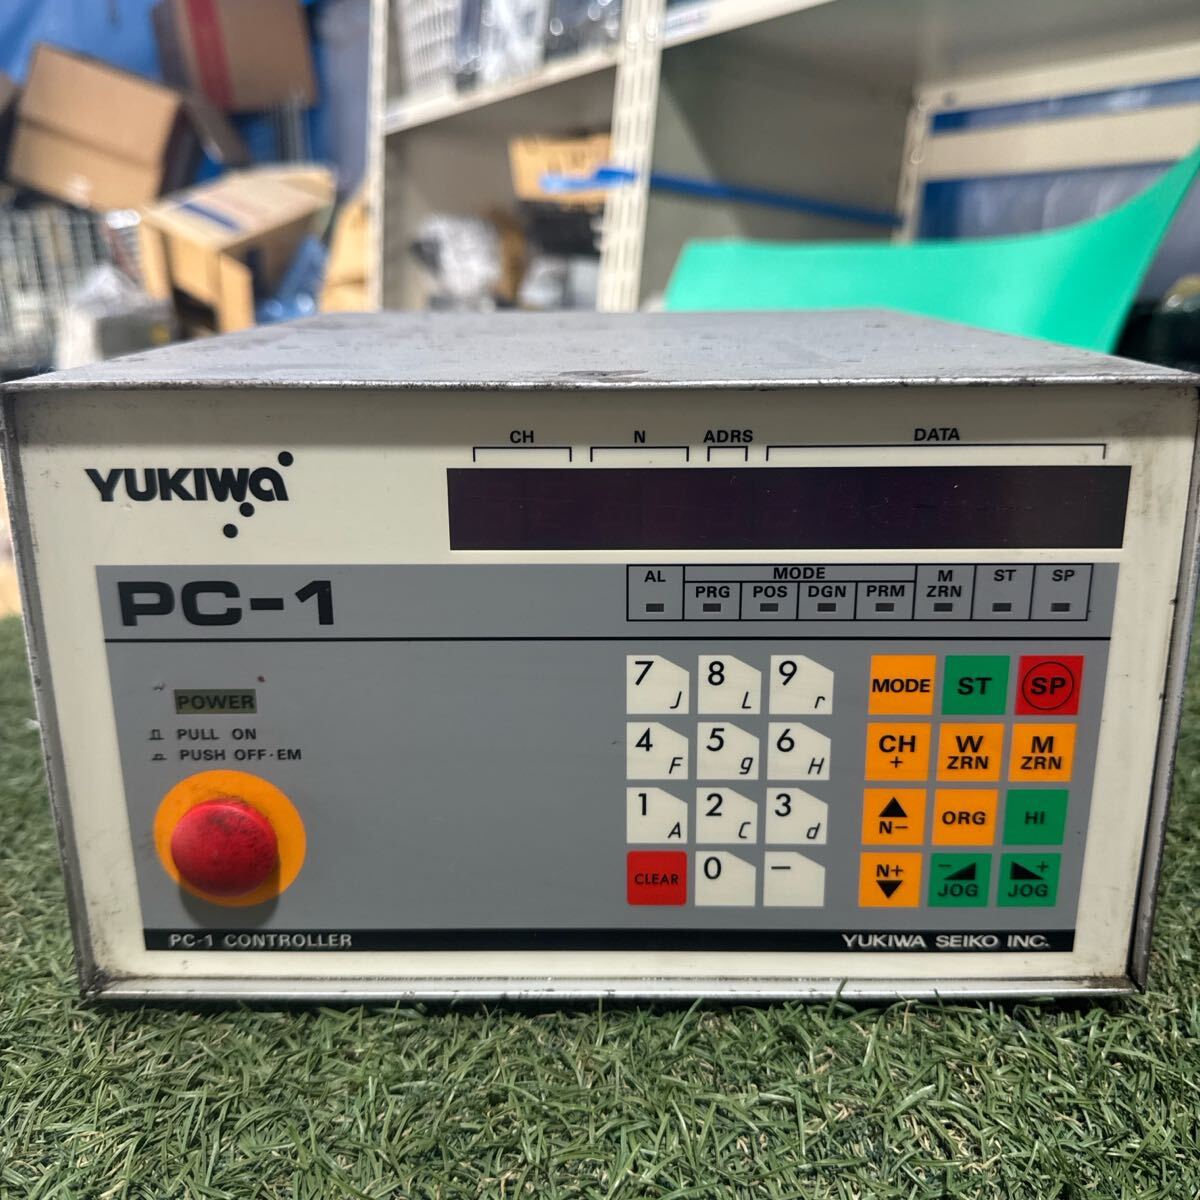 CH N ADRS DATA
YUKIWA
PC-1
AL MODE M ZRN ST SP
PRG POS DGN PRM
POWER
PULL ON
PUSH OFF·EM
7 J 8 L 9 r
4 F 5 g 6 H
1 A 2 C 3 d
CLEAR 0 -
MODE ST SP
CH + W ZRN M ZRN
▲ N- ORG HI
N+ ▼ - JOG + JOG
PC-1 CONTROLLER
YUKIWA SEIKO INC.